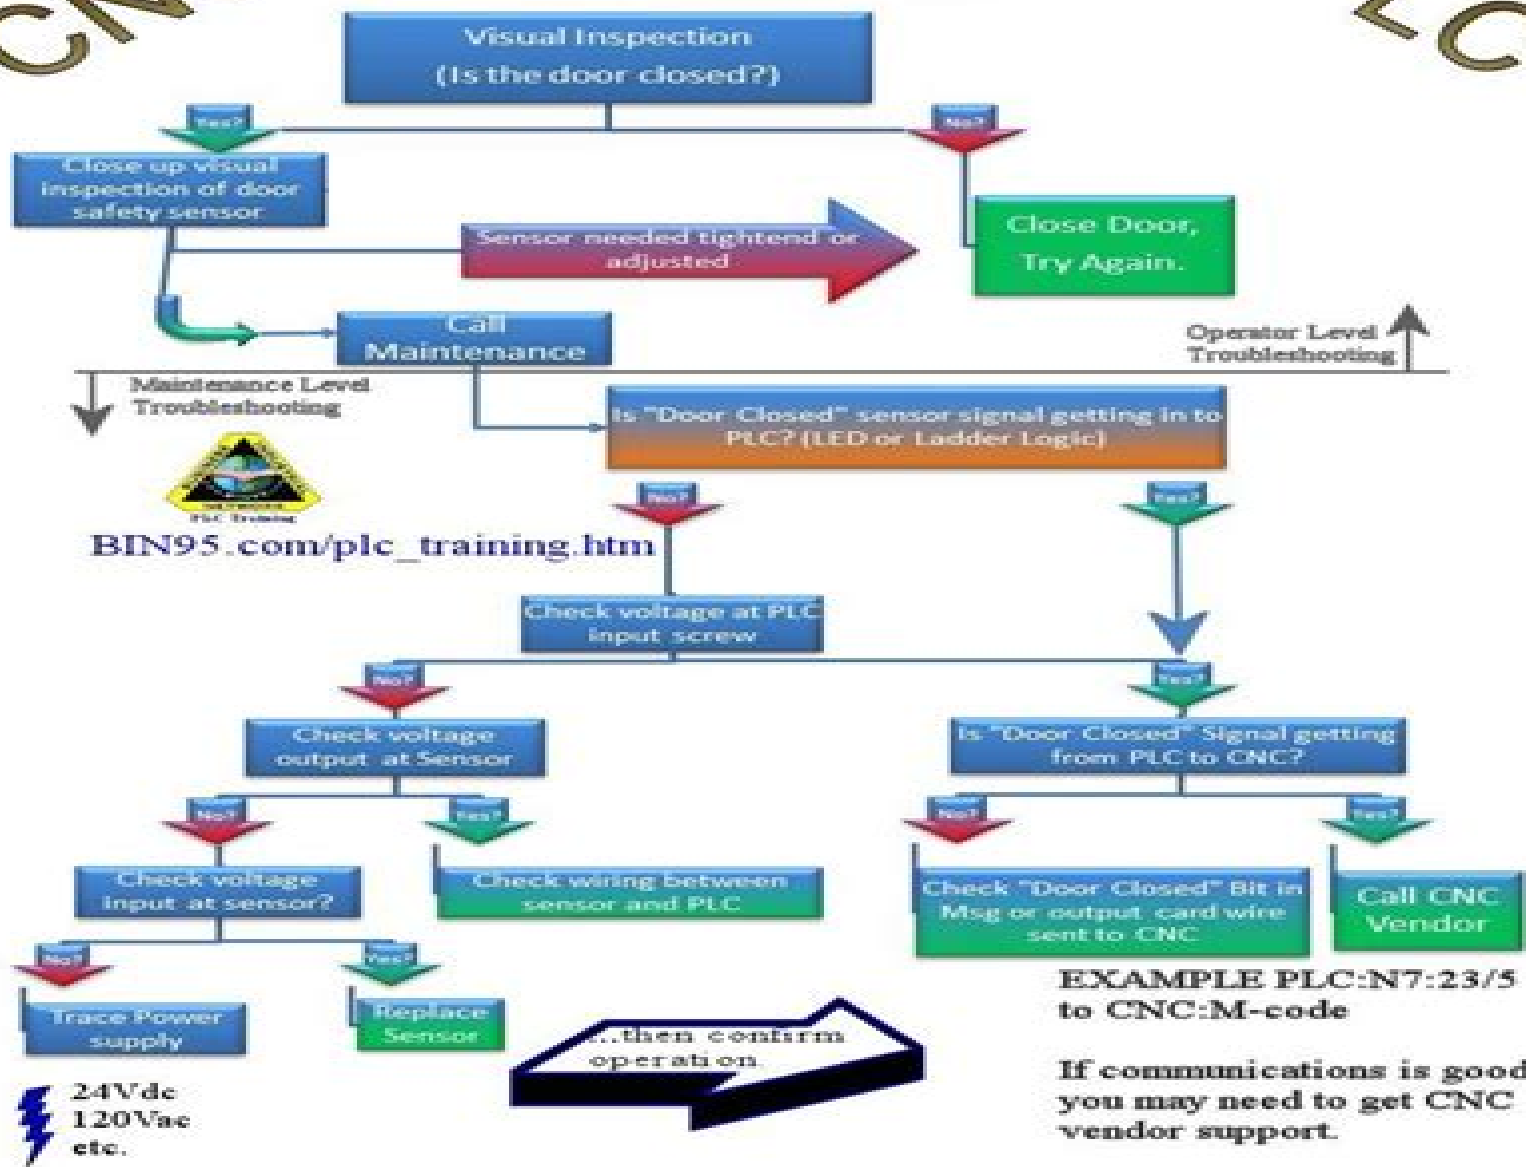 CN
LC
Visual Inspection
(Is the door closed?)
Yes?
No?
Close up visual
inspection of door
safety sensor
Sensor needed tightend or
adjusted
Close Door,
Try Again.
Call
Maintenance
Operator Level
Troubleshooting
Maintenance Level
Troubleshooting
Is "Door Closed" sensor signal getting in to
PLC? (LED or Ladder Logic)
PLC Training
BIN95.com/plc_training.htm
No?
Yes?
Check voltage at PLC
input screw
No?
Yes?
Check voltage
output at Sensor
Is "Door Closed" Signal getting
from PLC to CNC?
No?
Yes?
No?
Yes?
Check voltage
input at sensor?
Check wiring between
sensor and PLC
Check "Door Closed" Bit in
Msg or output card wire
sent to CNC
Call CNC
Vendor
No?
Yes?
Trace Power
supply
Replace
Sensor
...then confirm
operation.
EXAMPLE PLC:N7:23/5
to CNC:M-code
If communications is good
you may need to get CNC
vendor support.
24Vdc
120Vac
etc.